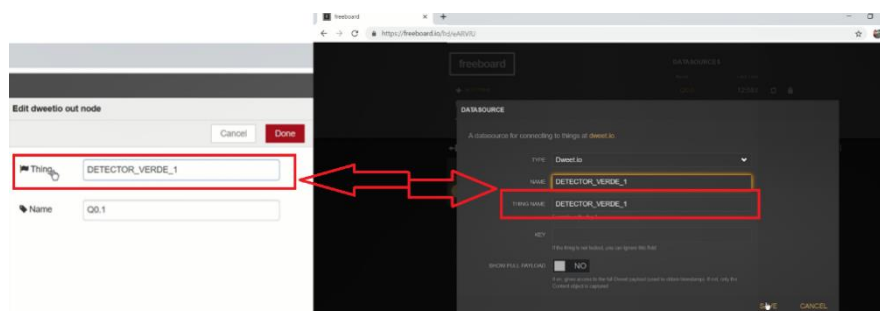 Edit dweetio out node
Cancel Done
Thing DETECTOR_VERDE_1
Name Q0.1
freeboard
https://freeboard.io/
freeboard
DATASOURCES
DATASOURCE
A datasource for connecting to things at dweet.io.
TYPE Dweet.io
NAME DETECTOR_VERDE_1
THING NAME DETECTOR_VERDE_1
KEY
If the thing is not locked, you can ignore this field
SHOW FULL PAYLOAD NO
SAVE CANCEL